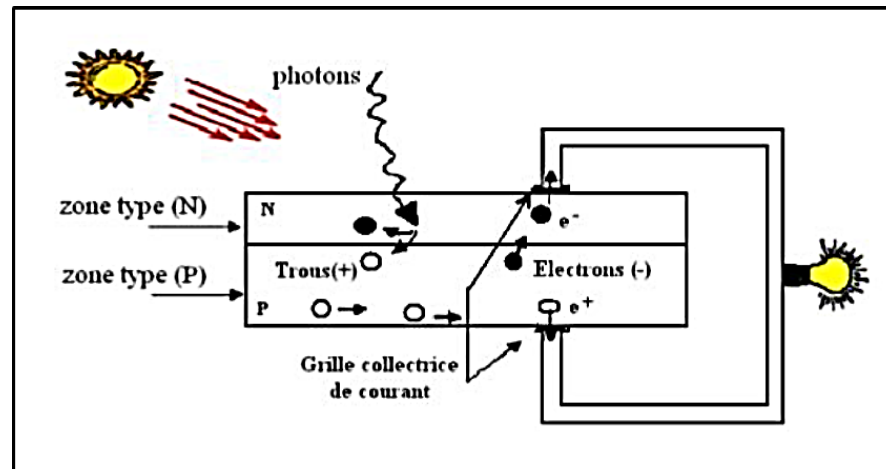 photons
zone type (N)
N
e-
zone type (P)
Trous(+)
Electrons (-)
P
e+
Grille collectrice
de courant